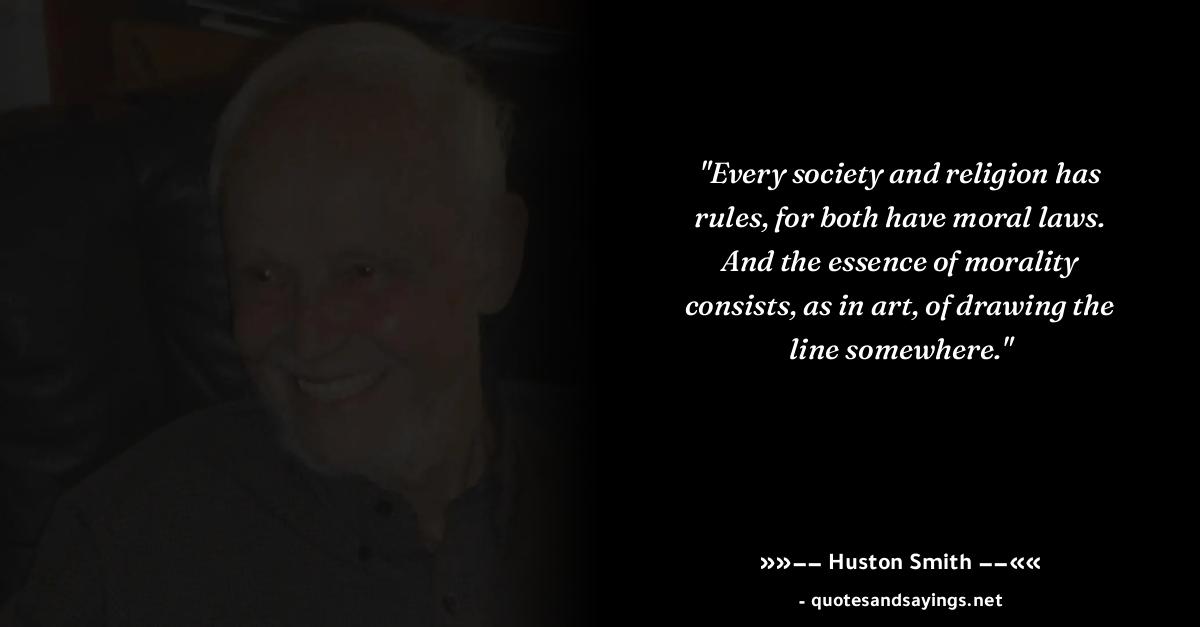 "Every society and religion has
rules, for both have moral laws.
And the essence of morality
consists, as in art, of drawing the
line somewhere."
»»–– Huston Smith ––««
- quotesandsayings.net